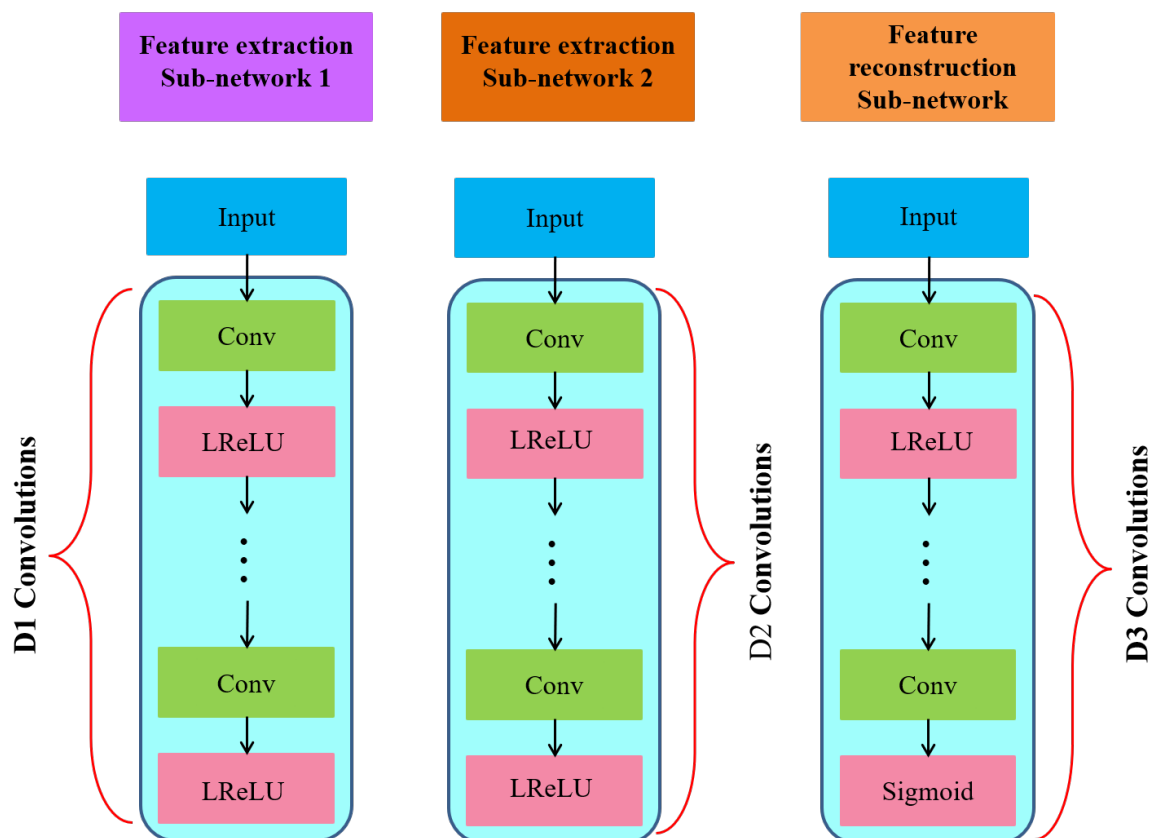 Feature extraction
Sub-network 1
Feature extraction
Sub-network 2
Feature
reconstruction
Sub-network
Input
Input
Input
D1 Convolutions
Conv
LReLU
Conv
LReLU
Conv
LReLU
Conv
LReLU
D2 Convolutions
Conv
LReLU
Conv
Sigmoid
D3 Convolutions